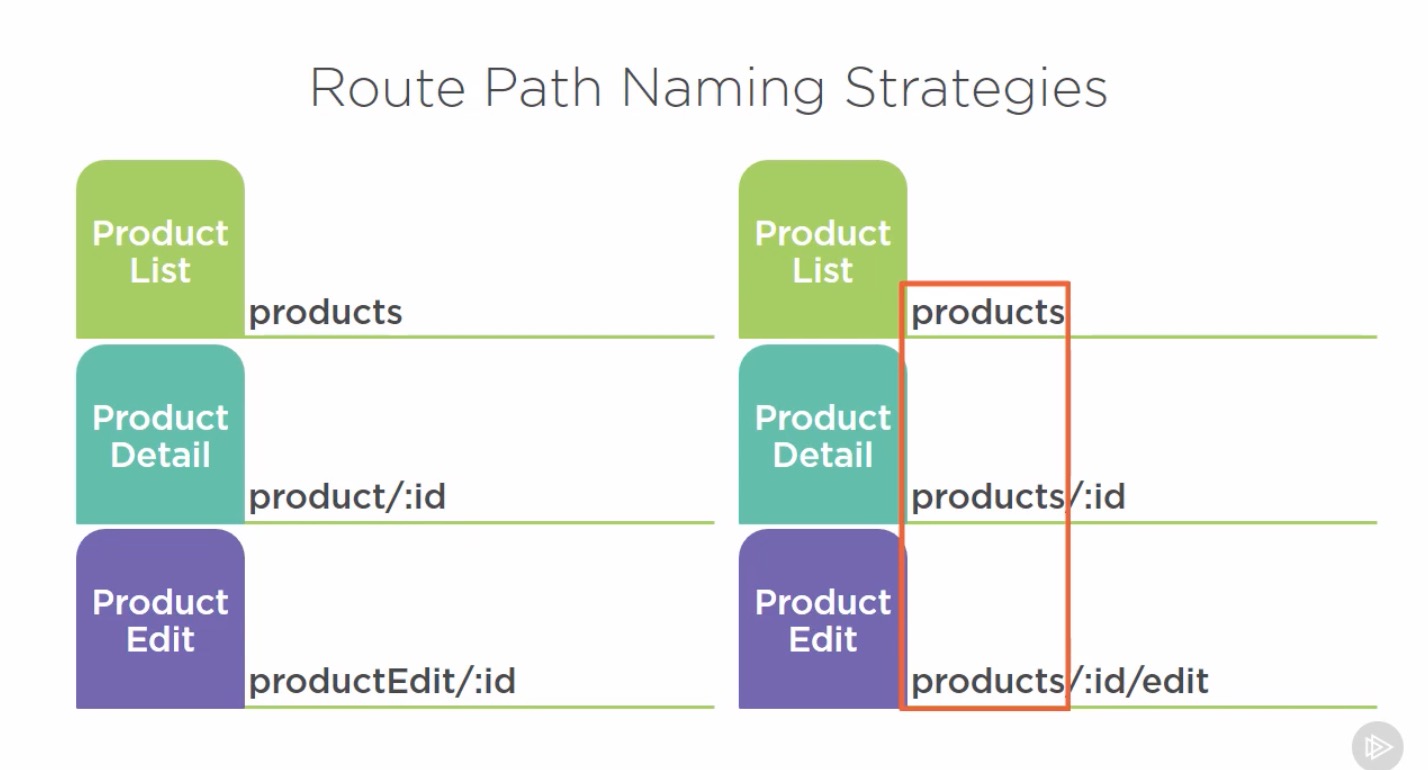 Route Path Naming Strategies
Product
List
products
Product
Detail
product/:id
Product
Edit
productEdit/:id
Product
List
products
Product
Detail
products/:id
Product
Edit
products/:id/edit